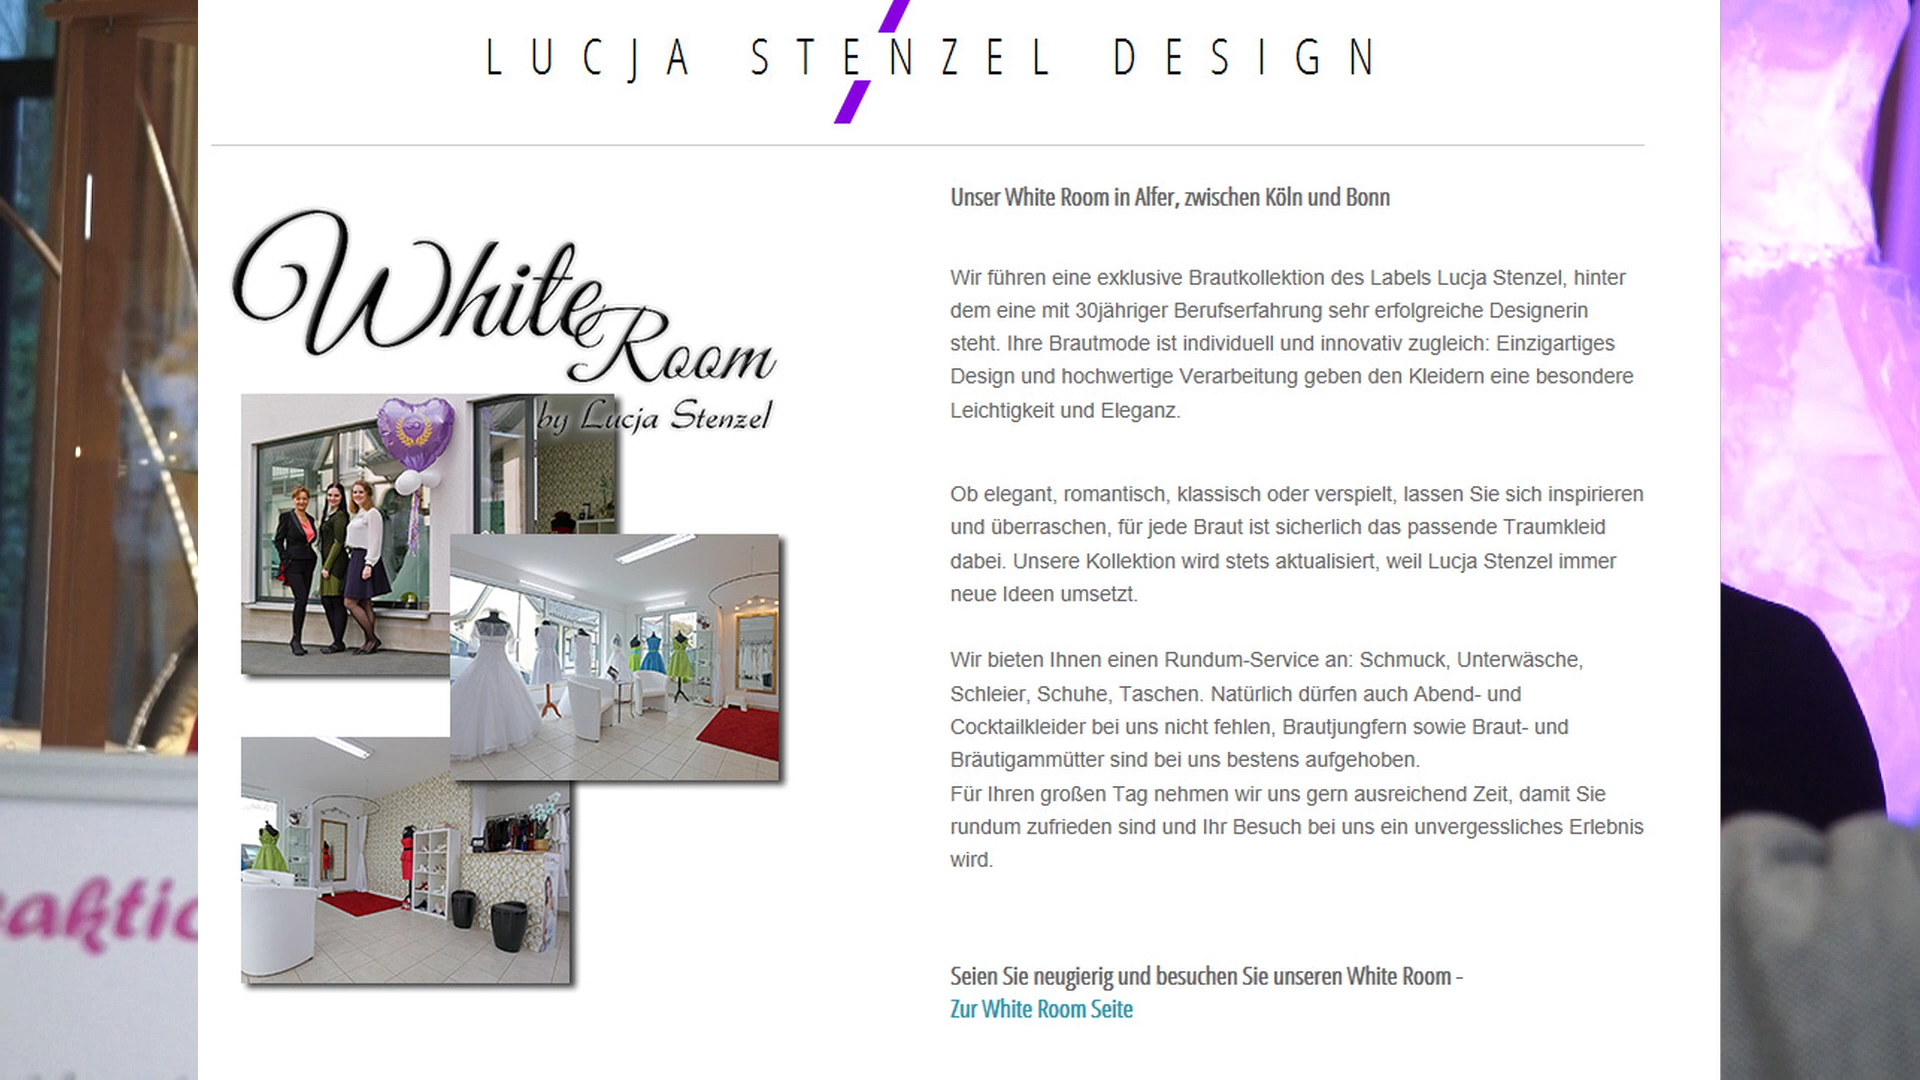 LUCJA STENZEL DESIGN
White Room
by Lucja Stenzel
Unser White Room in Alfer, zwischen Köln und Bonn
Wir führen eine exklusive Brautkollektion des Labels Lucja Stenzel, hinter
dem eine mit 30jähriger Berufserfahrung sehr erfolgreiche Designerin
steht. Ihre Brautmode ist individuell und innovativ zugleich: Einzigartiges
Design und hochwertige Verarbeitung geben den Kleidern eine besondere
Leichtigkeit und Eleganz.
Ob elegant, romantisch, klassisch oder verspielt, lassen Sie sich inspirieren
und überraschen, für jede Braut ist sicherlich das passende Traumkleid
dabei. Unsere Kollektion wird stets aktualisiert, weil Lucja Stenzel immer
neue Ideen umsetzt.
Wir bieten Ihnen einen Rundum-Service an: Schmuck, Unterwäsche,
Schleier, Schuhe, Taschen. Natürlich dürfen auch Abend- und
Cocktailkleider bei uns nicht fehlen, Brautjungfern sowie Braut- und
Bräutigammütter sind bei uns bestens aufgehoben.
Für Ihren großen Tag nehmen wir uns gern ausreichend Zeit, damit Sie
rundum zufrieden sind und Ihr Besuch bei uns ein unvergessliches Erlebnis
wird.
Seien Sie neugierig und besuchen Sie unseren White Room -
Zur White Room Seite